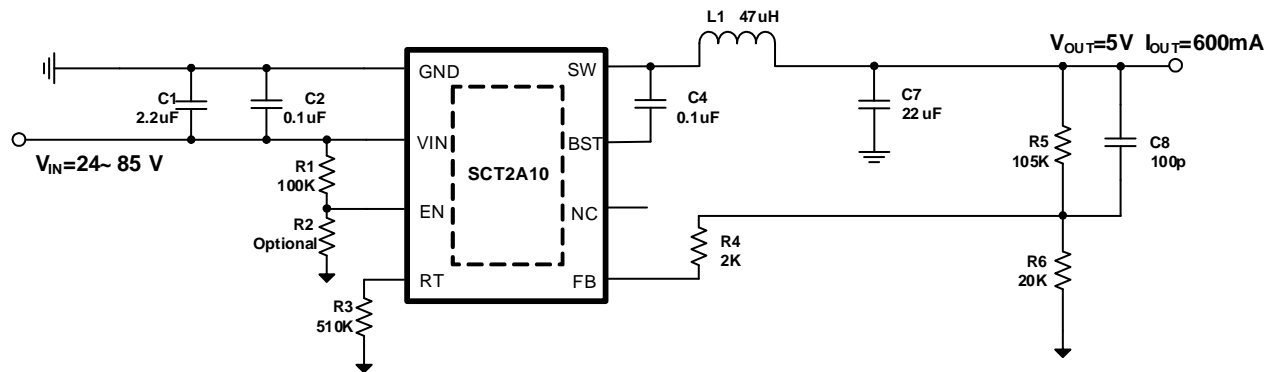 L1 47uH
VOUT=5V IOUT=600mA
GND
SW
C1
2.2uF
C2
0.1uF
C4
0.1uF
C7
22uF
VIN
BST
VIN=24~ 85 V
R1
100K
SCT2A10
R5
105K
C8
100p
EN
NC
R2
Optional
R4
2K
RT
FB
R6
20K
R3
510K